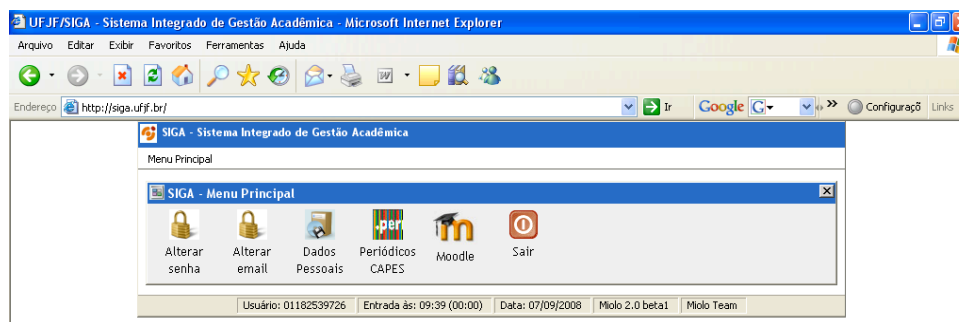 UFJF/SIGA - Sistema Integrado de Gestão Acadêmica - Microsoft Internet Explorer
Arquivo Editar Exibir Favoritos Ferramentas Ajuda
Endereço http://siga.ufjf.br/ Ir Google G Configuraçõ Links
SIGA - Sistema Integrado de Gestão Acadêmica
Menu Principal
SIGA - Menu Principal
.per
Alterar senha
Alterar email
Dados Pessoais
Periódicos CAPES
Moodle
Sair
Usuário: 01182539726 Entrada às: 09:39 (00:00) Data: 07/09/2008 Miolo 2.0 beta1 Miolo Team